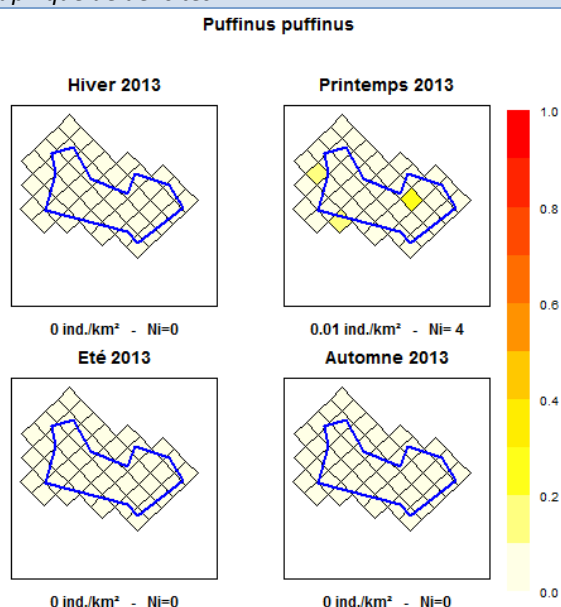 Puffinus puffinus
Hiver 2013
Printemps 2013
1.0
0.8
0.6
0.4
0.2
0.0
0 ind./km² - Ni=0
0.01 ind./km² - Ni= 4
Eté 2013
Automne 2013
0 ind./km² - Ni=0
0 ind./km² - Ni=0